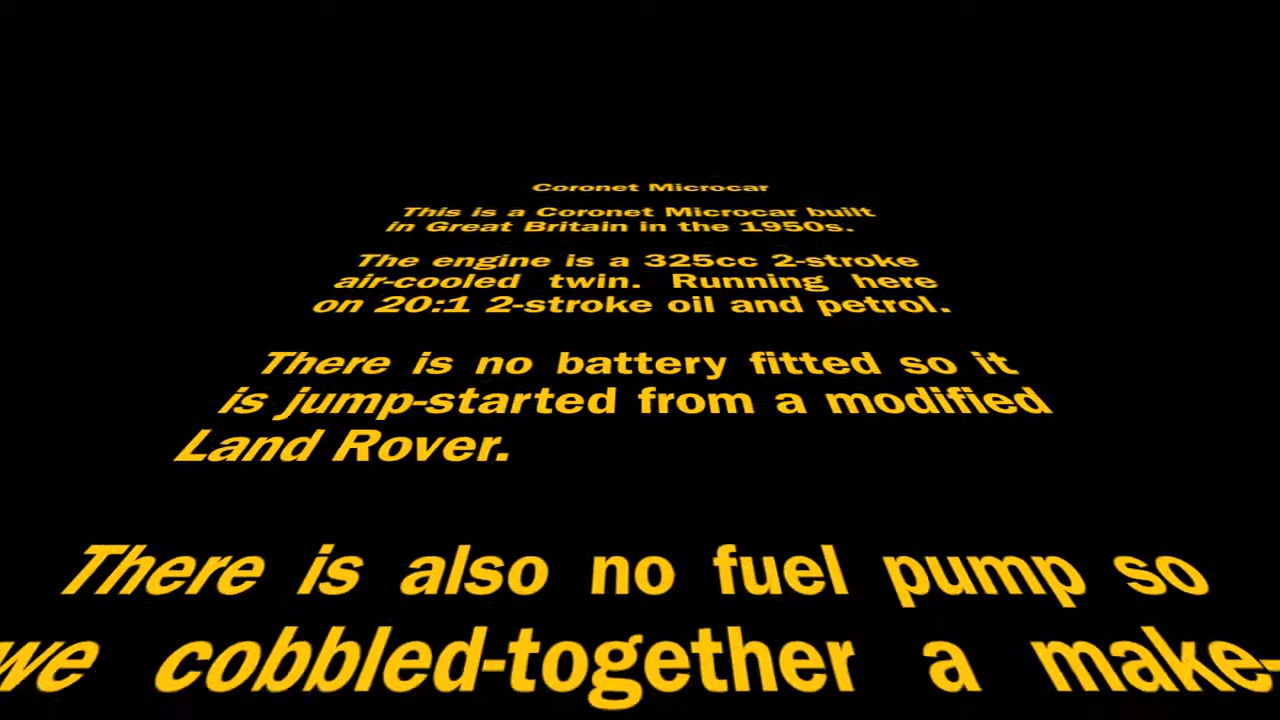 Coronet Microcar
This is a Coronet Microcar built
in Great Britain in the 1950s.
The engine is a 325cc 2-stroke
air-cooled twin. Running here
on 20:1 2-stroke oil and petrol.
There is no battery fitted so it
is jump-started from a modified
Land Rover.
There is also no fuel pump so
we cobbled-together a make-